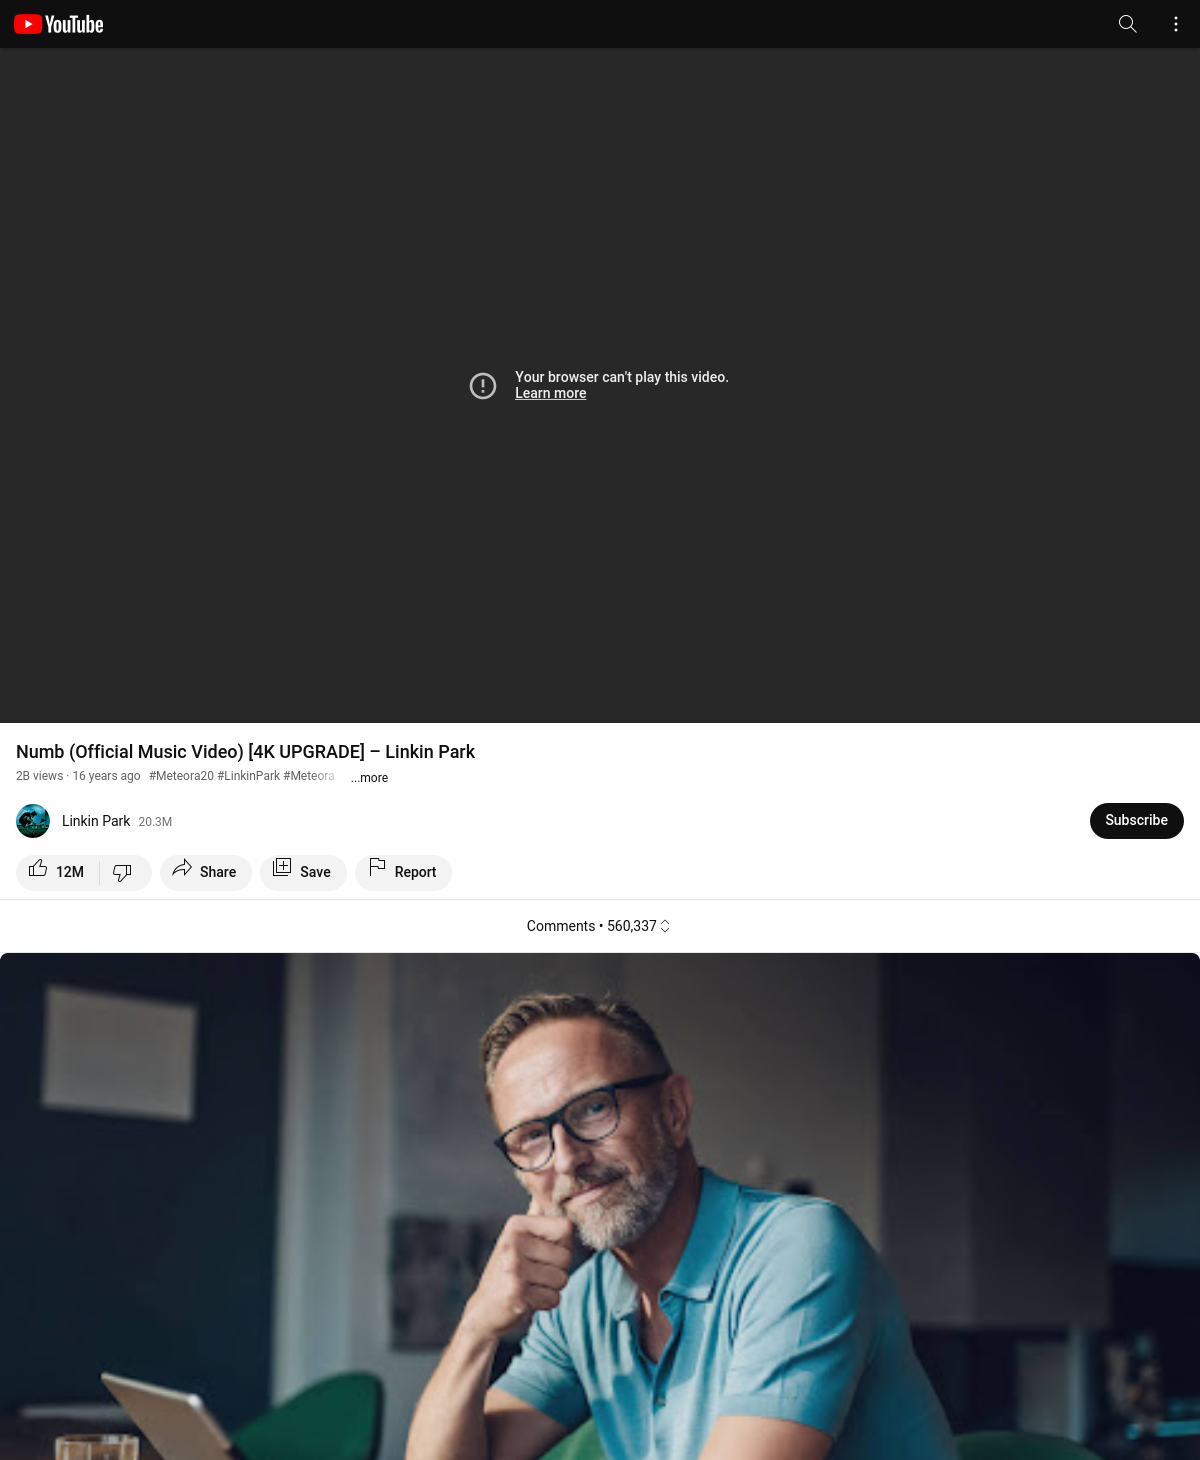 YouTube
Your browser can't play this video.
Learn more
Numb (Official Music Video) [4K UPGRADE] – Linkin Park
2B views · 16 years ago #Meteora20 #LinkinPark #Meteora ...more
Linkin Park 20.3M
Subscribe
12M Share Save Report
Comments • 560,337